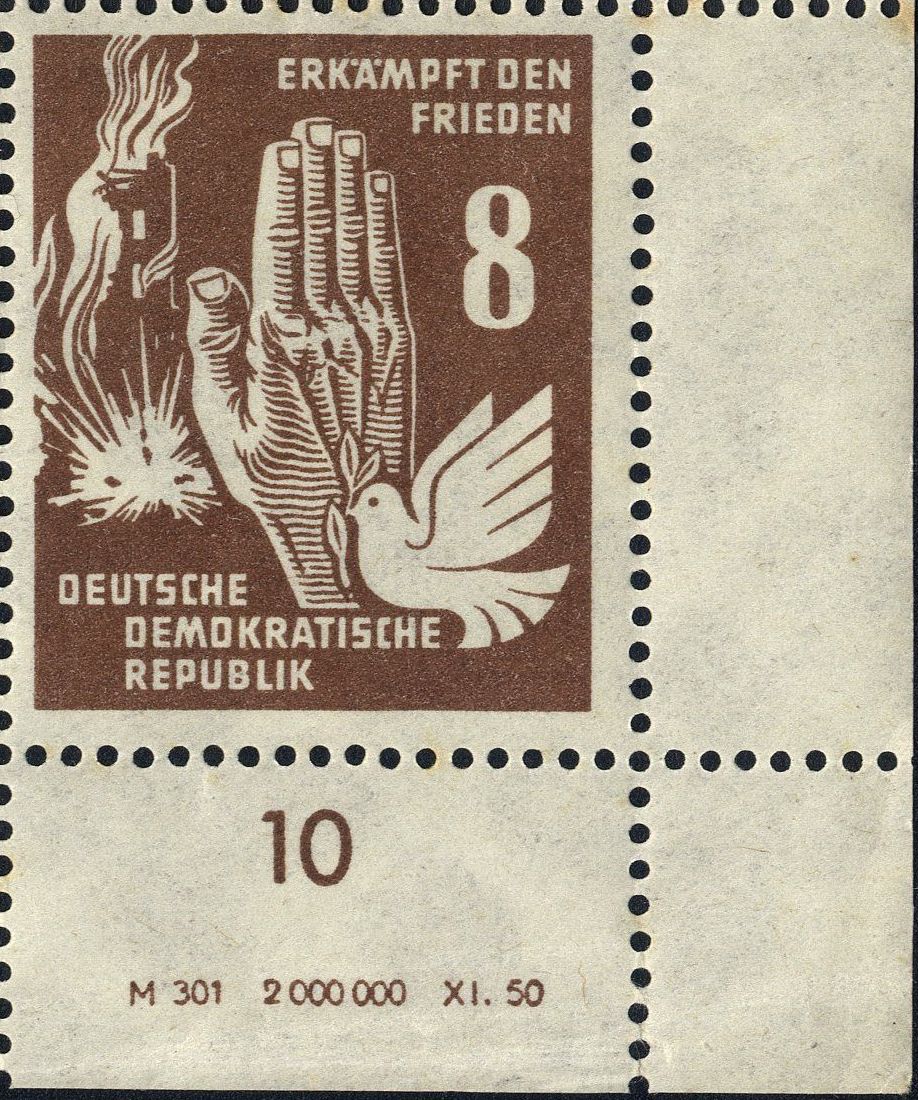 ERKÄMPFT DEN
FRIEDEN
8
DEUTSCHE
DEMOKRATISCHE
REPUBLIK
10
M 301 2 000 000 XI. 50